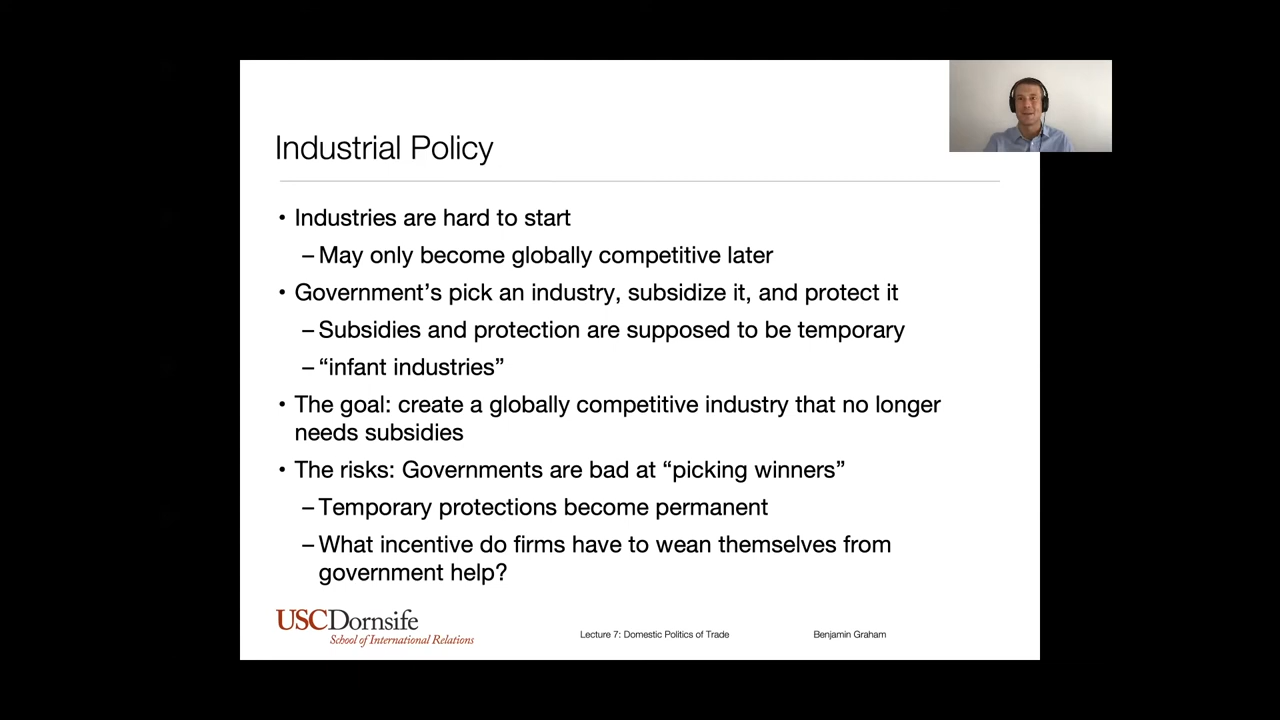 Industrial Policy
• Industries are hard to start
– May only become globally competitive later
• Government’s pick an industry, subsidize it, and protect it
– Subsidies and protection are supposed to be temporary
– “infant industries”
• The goal: create a globally competitive industry that no longer
needs subsidies
• The risks: Governments are bad at “picking winners”
– Temporary protections become permanent
– What incentive do firms have to wean themselves from
government help?
USCDornsife
School of International Relations
Lecture 7: Domestic Politics of Trade
Benjamin Graham